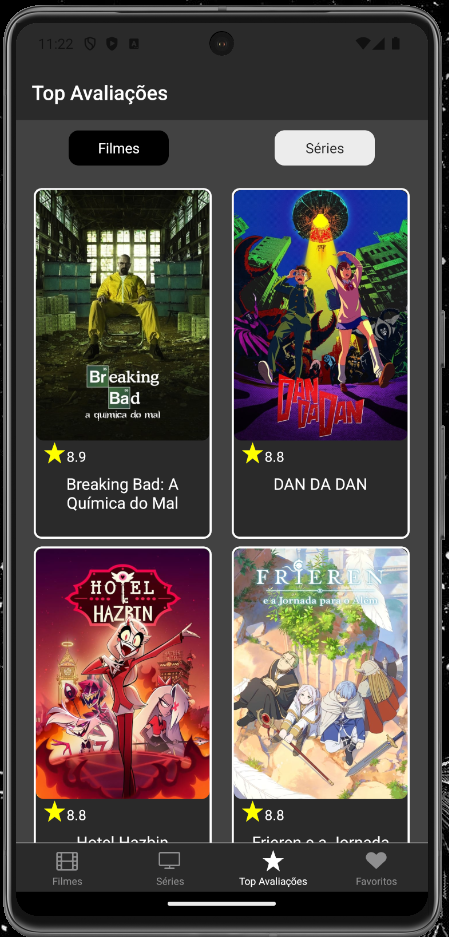 11:22
Top Avaliações
Filmes
Séries
Breaking
Bad
a química do mal
DAN
DA DAN
8.9
8.8
Breaking Bad: A
Química do Mal
DAN DA DAN
HOTEL
HAZBIN
FRIEREN
e a Jornada para o Além
8.8
8.8
Hotel Hazbin
Frieren e a Jornada
Filmes
Séries
Top Avaliações
Favoritos